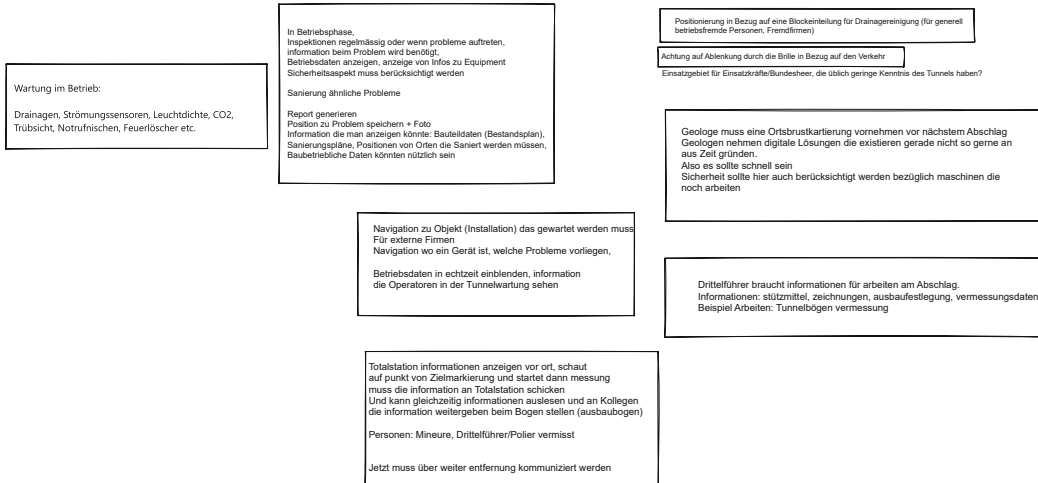 Wartung im Betrieb:
Drainagen, Strömungssensoren, Leuchtdichte, CO2,
Trübsicht, Notrufnischen, Feuerlöscher etc.
In Betriebsphase,
Inspektionen regelmässig oder wenn probleme auftreten,
information beim Problem wird benötigt,
Betriebsdaten anzeigen, anzeige von Infos zu Equipment
Sicherheitsaspekt muss berücksichtigt werden
Sanierung ähnliche Probleme
Report generieren
Position zu Problem speichern + Foto
Information die man anzeigen könnte: Bauteildaten (Bestandsplan),
Sanierungspläne, Positionen von Orten die Saniert werden müssen,
Baubetriebliche Daten könnten nützlich sein
Navigation zu Objekt (Installation) das gewartet werden muss
Für externe Firmen
Navigation wo ein Gerät ist, welche Probleme vorliegen,
Betriebsdaten in echtzeit einblenden, information
die Operatoren in der Tunnelwartung sehen
Totalstation informationen anzeigen vor ort, schaut
auf punkt von Zielmarkierung und startet dann messung
muss die information an Totalstation schicken
Und kann gleichzeitig informationen auslesen und an Kollegen
die information weitergeben beim Bogen stellen (ausbaubogen)
Personen: Mineure, Drittelführer/Polier vermisst
Jetzt muss über weiter entfernung kommuniziert werden
Positionierung in Bezug auf eine Blockeinteilung für Drainagereinigung (für generell
betriebsfremde Personen, Fremdfirmen)
Achtung auf Ablenkung durch die Brille in Bezug auf den Verkehr
Einsatzgebiet für Einsatzkräfte/Bundesheer, die üblich geringe Kenntnis des Tunnels haben?
Geologe muss eine Ortsbrustkartierung vornehmen vor nächstem Abschlag
Geologen nehmen digitale Lösungen die existieren gerade nicht so gerne an
aus Zeit gründen.
Also es sollte schnell sein
Sicherheit sollte hier auch berücksichtigt werden bezüglich maschinen die
noch arbeiten
Drittelführer braucht informationen für arbeiten am Abschlag.
Informationen: stützmittel, zeichnungen, ausbaufestlegung, vermessungsdaten
Beispiel Arbeiten: Tunnelbögen vermessung